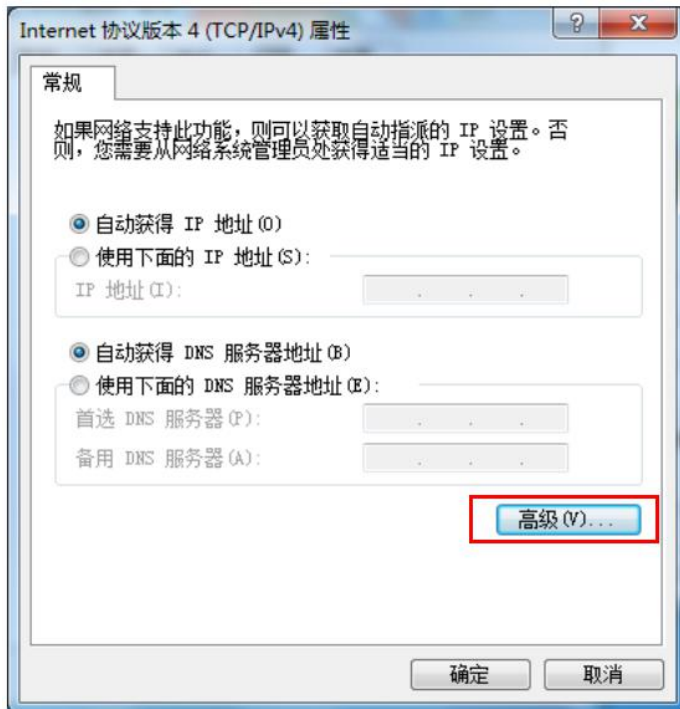 Internet 协议版本 4 (TCP/IPv4) 属性
常规
如果网络支持此功能，则可以获取自动指派的 IP 设置。否
则，您需要从网络系统管理员处获得适当的 IP 设置。
自动获得 IP 地址(O)
使用下面的 IP 地址(S):
IP 地址(I):
自动获得 DNS 服务器地址(B)
使用下面的 DNS 服务器地址(E):
首选 DNS 服务器(P):
备用 DNS 服务器(A):
高级(V)...
确定
取消